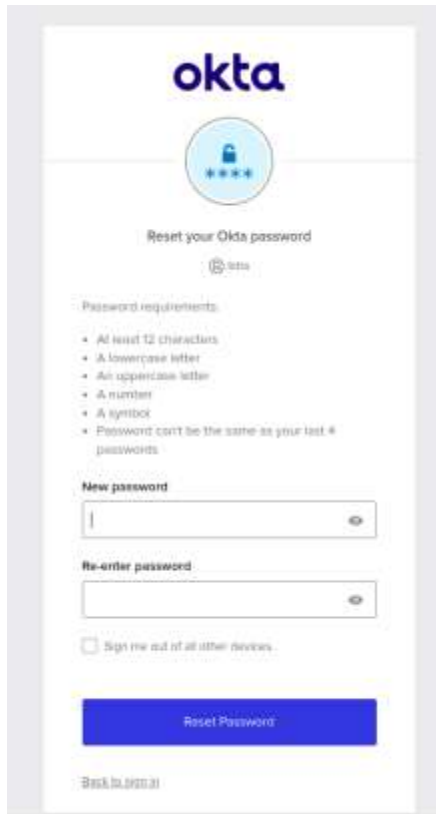 okta
****
Reset your Okta password
Password requirements:
• At least 12 characters
• A lowercase letter
• An uppercase letter
• A number
• A symbol
• Password can't be the same as your last 4
passwords
New password
Re-enter password
Sign me out of all other devices.
Reset Password
Back to sign in